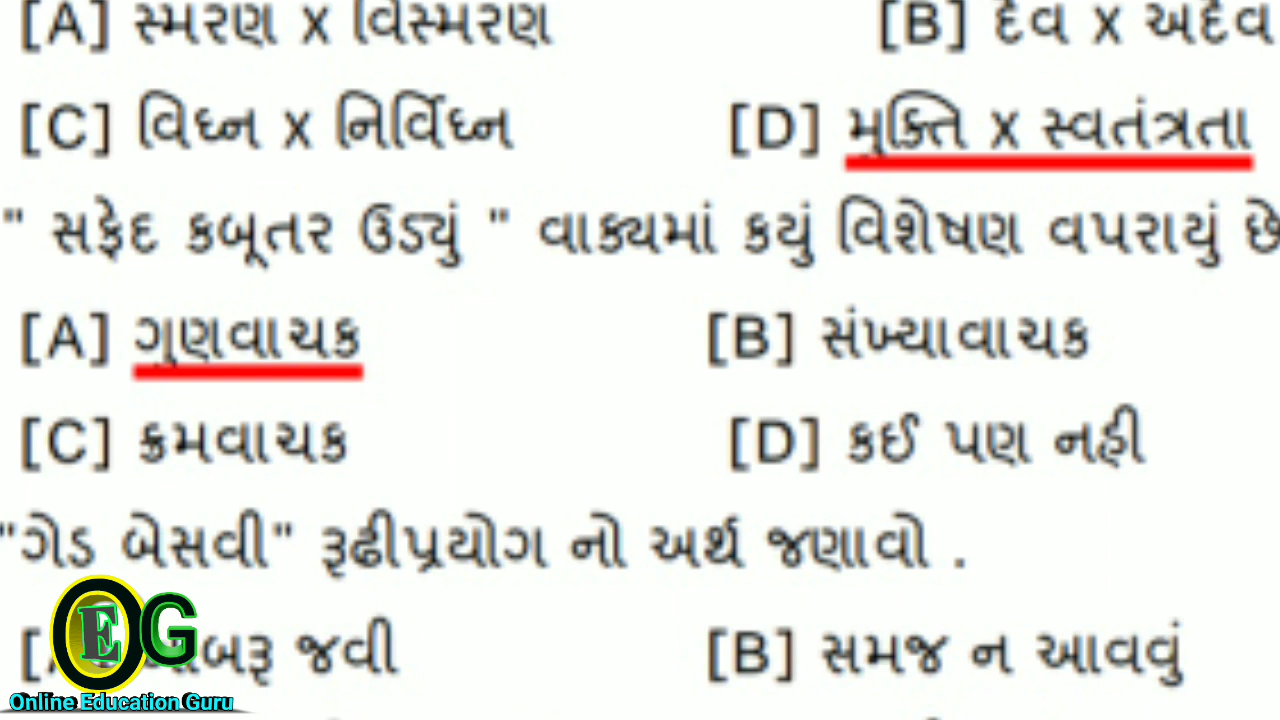 [A] સ્મરણ x વિસ્મરણ [B] દેવ x અદેવ
[C] વિઘ્ન x નિર્વિઘ્ન [D] મુક્તિ x સ્વતંત્રતા
" સફેદ કબૂતર ઉડ્યું " વાક્યમાં કયું વિશેષણ વપરાયું છે
[A] ગુણવાચક [B] સંખ્યાવાચક
[C] ક્રમવાચક [D] કઈ પણ નહી
"ગેડ બેસવી" રૂઢીપ્રયોગ નો અર્થ જણાવો .
જવી [B] સમજ ન આવવું
OEG
Online Education Guru